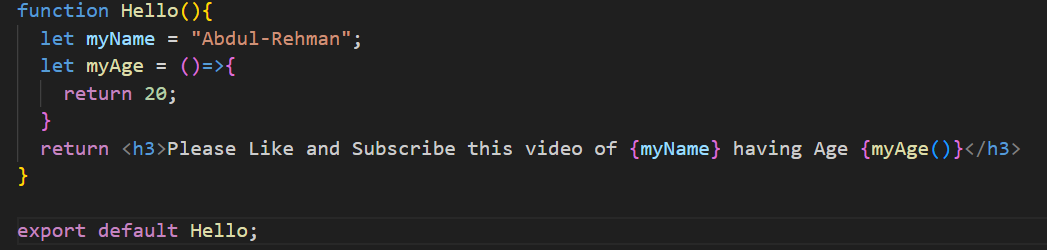 function Hello(){
  let myName = "Abdul-Rehman";
  let myAge = ()=>{
    return 20;
  }
  return <h3>Please Like and Subscribe this video of {myName} having Age {myAge()}</h3>
}

export default Hello;